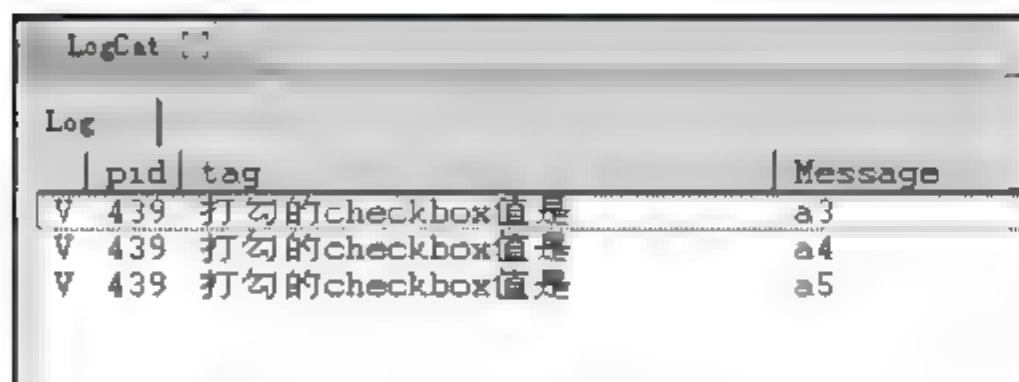 LogCat
Log
pid tag Message
V 439 打勾的checkbox值是 a3
V 439 打勾的checkbox值是 a4
V 439 打勾的checkbox值是 a5